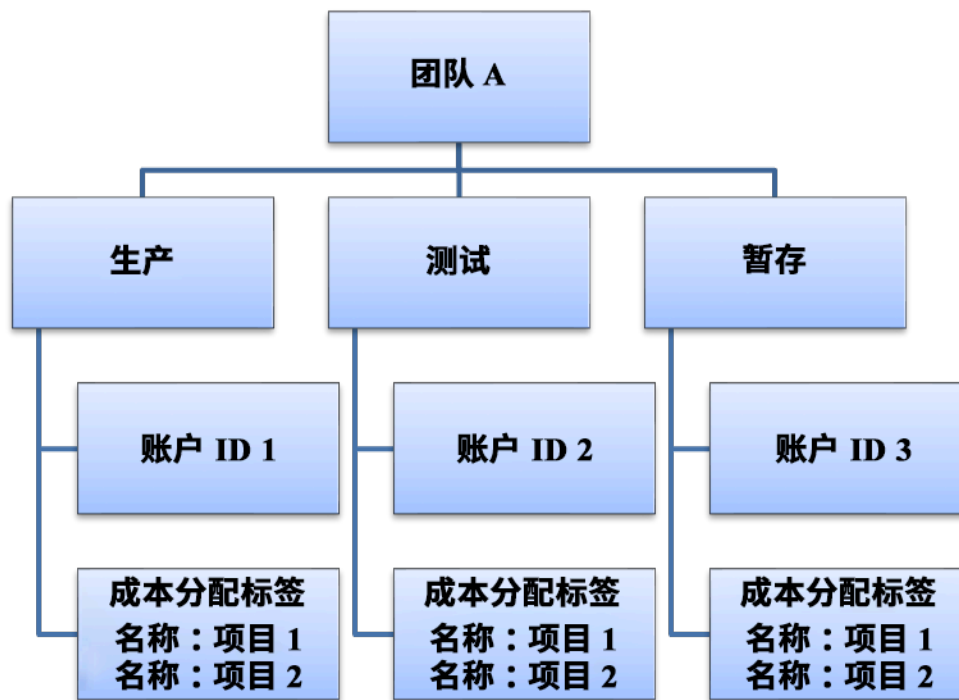 团队 A
生产
测试
暂存
账户 ID 1
账户 ID 2
账户 ID 3
成本分配标签
名称：项目 1
名称：项目 2
成本分配标签
名称：项目 1
名称：项目 2
成本分配标签
名称：项目 1
名称：项目 2